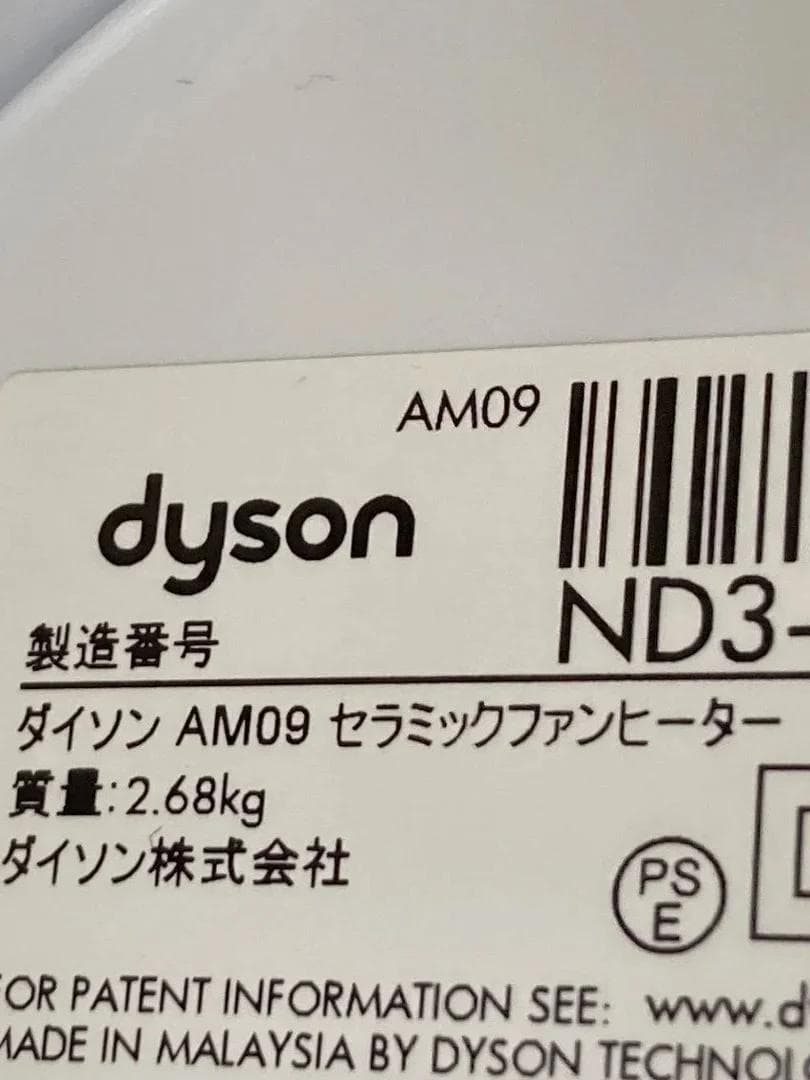 AM09
dyson
ND3-
製造番号
ダイソン AM09 セラミックファンヒーター
質量:2.68kg
ダイソン株式会社
PS
E
FOR PATENT INFORMATION SEE: www.d
MADE IN MALAYSIA BY DYSON TECHNOL